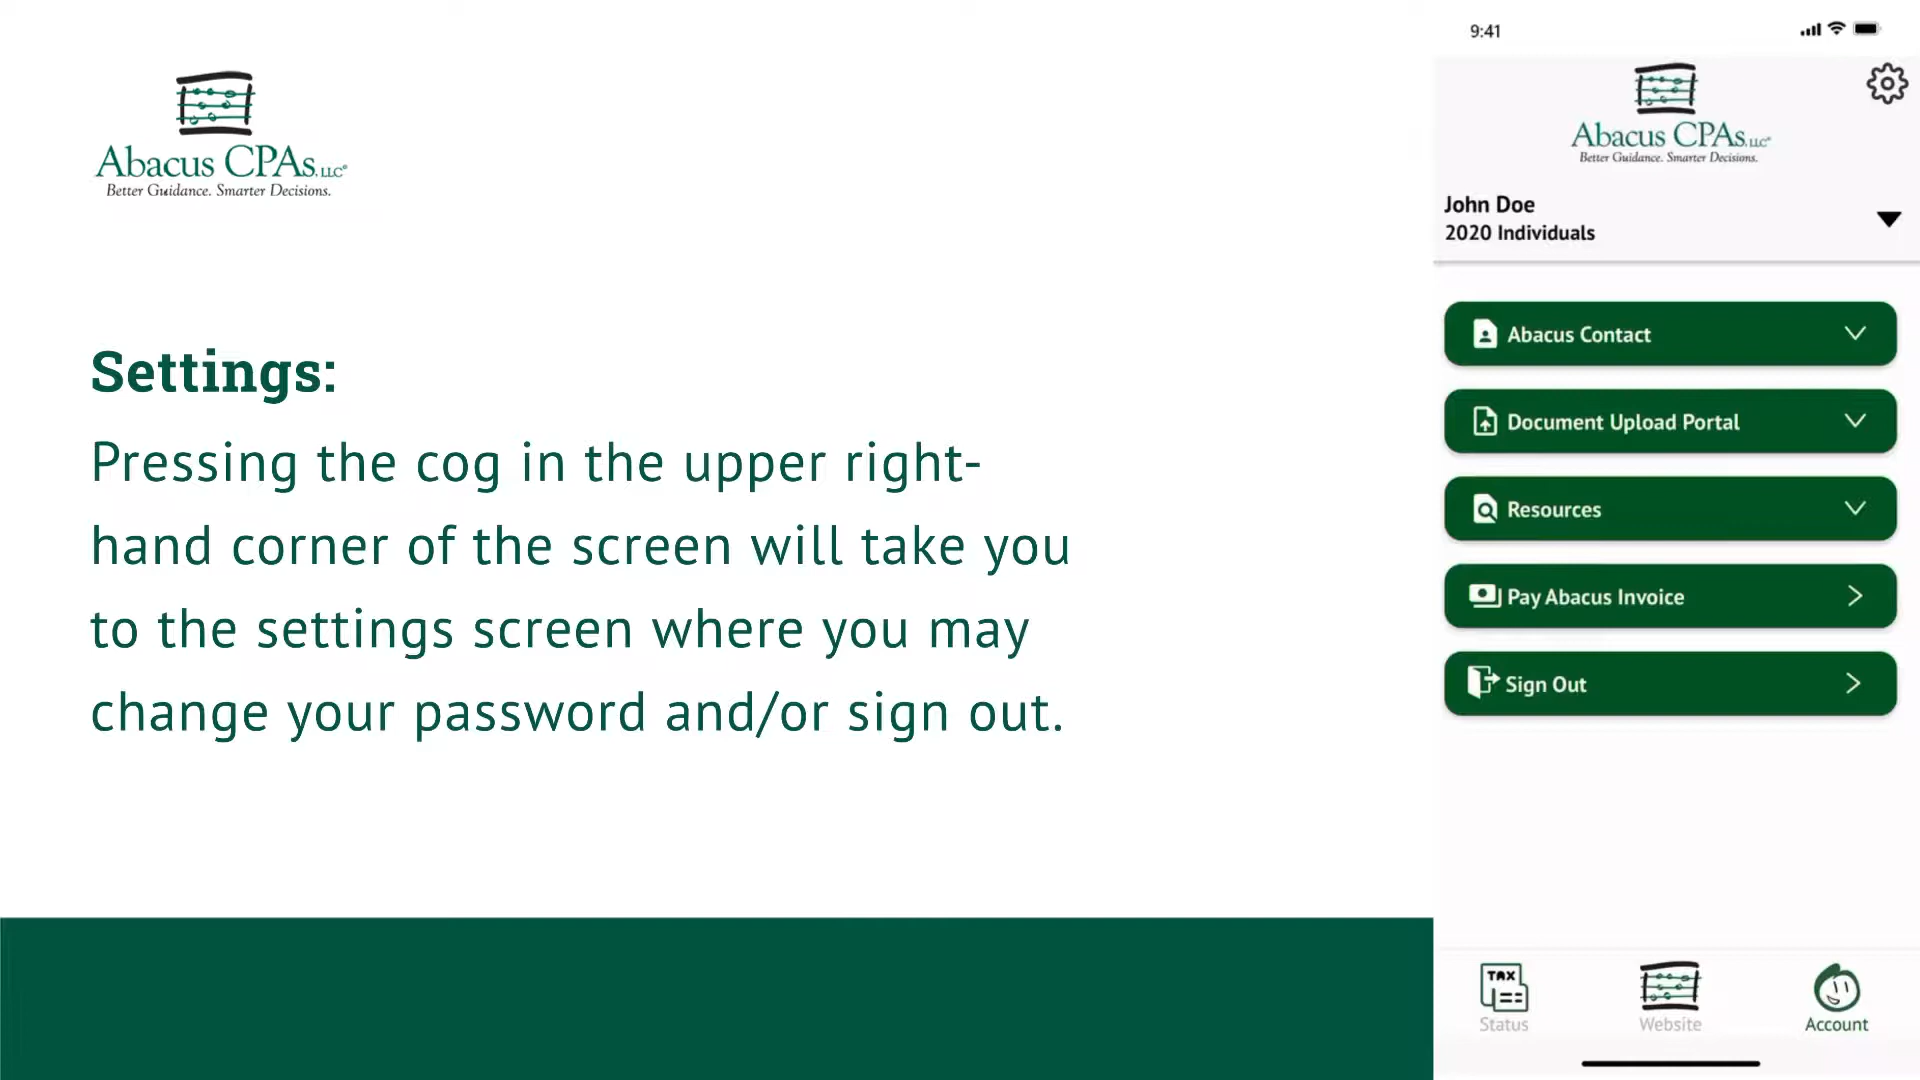 Abacus CPAs, LLC®
Better Guidance. Smarter Decisions.
Settings:
Pressing the cog in the upper right-
hand corner of the screen will take you
to the settings screen where you may
change your password and/or sign out.
9:41
Abacus CPAs, LLC®
Better Guidance. Smarter Decisions.
John Doe
2020 Individuals
Abacus Contact
Document Upload Portal
Resources
Pay Abacus Invoice
Sign Out
TAX
Status
Website
Account